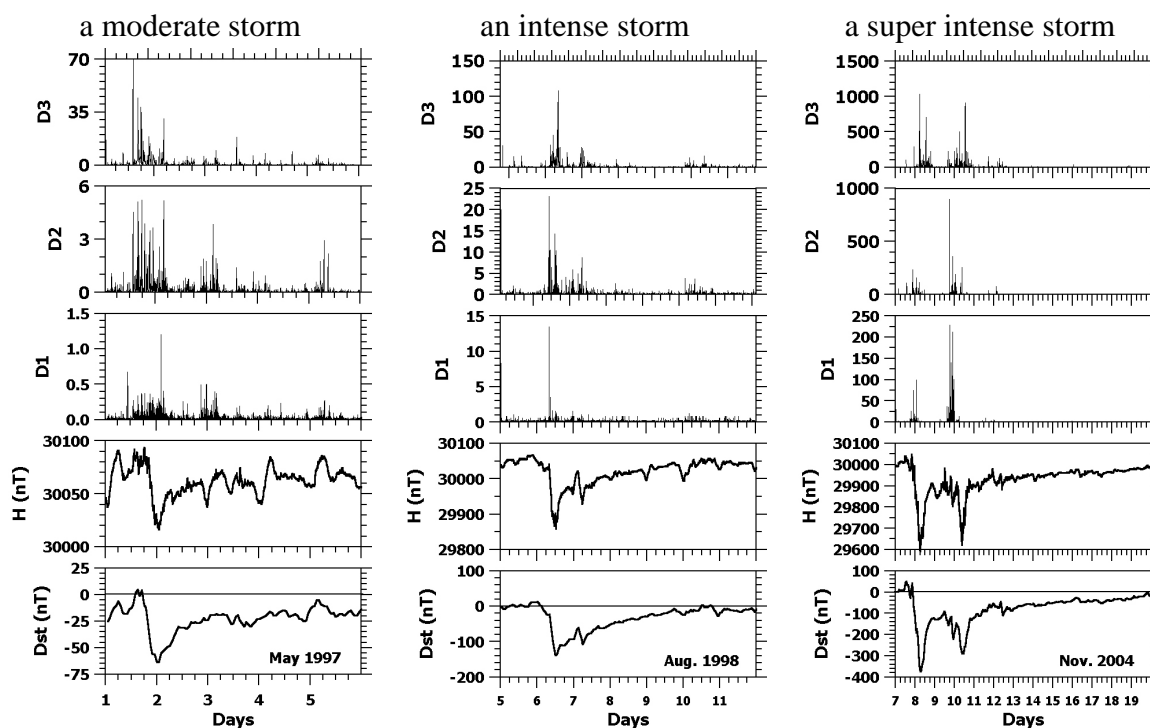 a moderate storm
an intense storm
a super intense storm
70
35
0
D3
6
3
0
D2
1.5
1.0
0.5
0.0
D1
30100
30050
30000
H (nT)
25
0
-25
-50
-75
Dst (nT)
May 1997
1 2 3 4 5
Days
150
100
50
0
D3
25
20
15
10
5
0
D2
15
10
5
0
D1
30100
30000
29900
29800
H (nT)
100
0
-100
-200
Dst (nT)
Aug. 1998
5 6 7 8 9 10 11
Days
1500
1000
500
0
D3
1000
500
0
D2
250
200
150
100
50
0
D1
30100
30000
29900
29800
29700
29600
H (nT)
100
0
-100
-200
-300
-400
Dst (nT)
Nov. 2004
7 8 9 10 11 12 13 14 15 16 17 18 19
Days